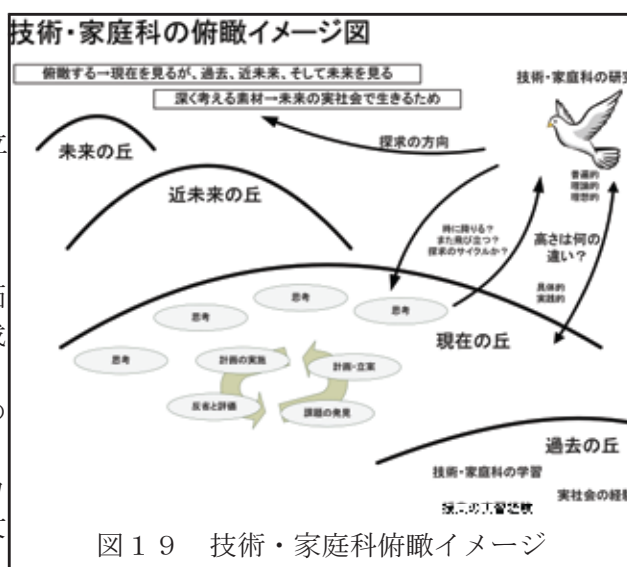 技術・家庭科の俯瞰イメージ図
俯瞰する→現在を見るが、過去、近未来、そして未来を見る
深く考える素材→未来の実社会で生きるため
技術・家庭科の研究
探求の方向
普遍的
理論的
理想的
未来の丘
近未来の丘
時に降りる?
また飛び立つ?
探求のサイクルか?
高さは何の
違い?
具体的
実践的
思考
思考
思考
思考
現在の丘
計画の実施
計画・立案
反省と評価
課題の発見
過去の丘
技術・家庭科の学習
実社会の経験
図19 技術・家庭科俯瞰イメージ